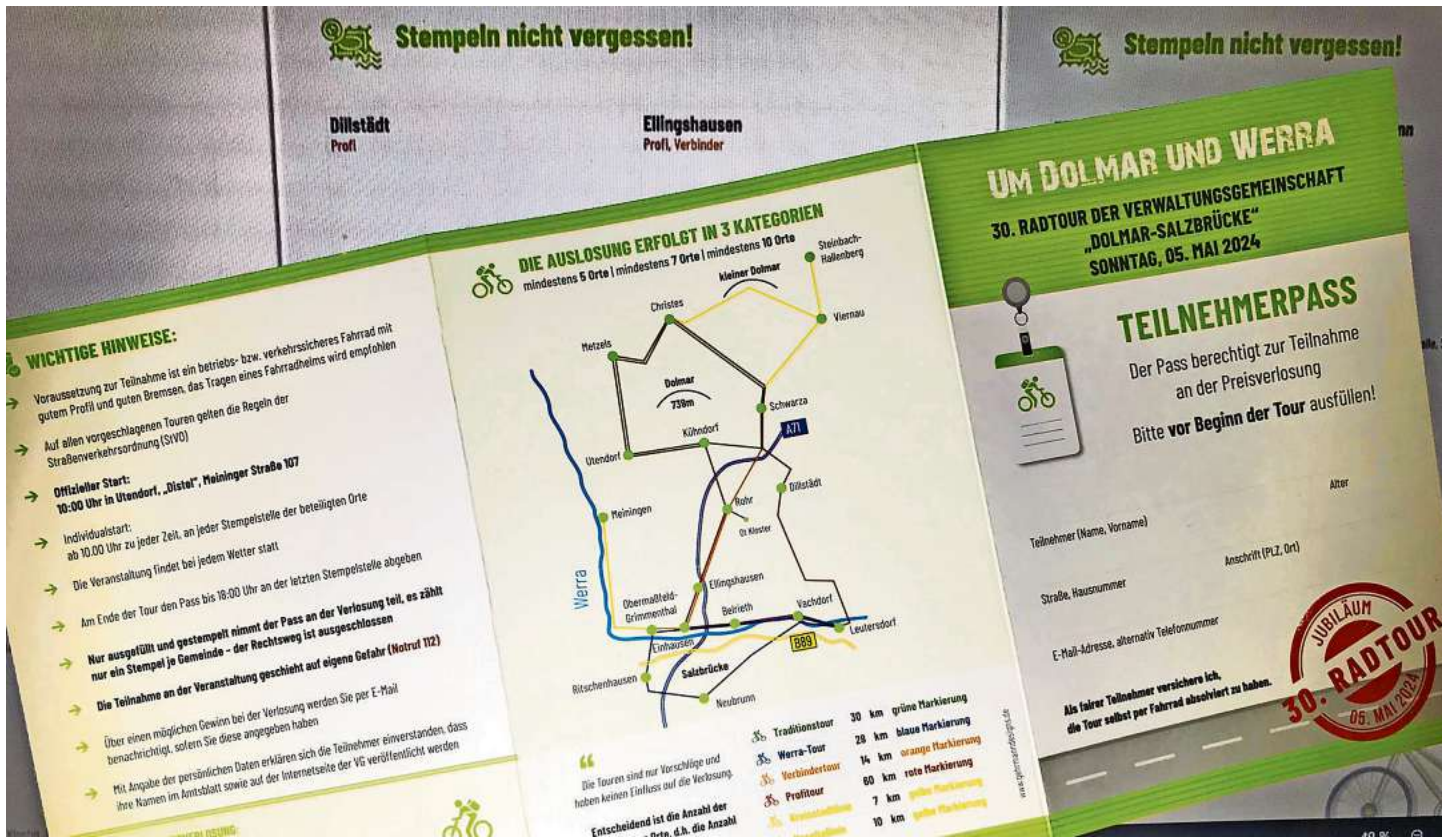 Stempeln nicht vergessen!
Stempeln nicht vergessen!
Dillstädt
Profi
Ellingshausen
Profi, Verbinder
WICHTIGE HINWEISE:
Voraussetzung zur Teilnahme ist ein betriebs- bzw. verkehrssicheres Fahrrad mit
gutem Profil und guten Bremsen, das Tragen eines Fahrradhelms wird empfohlen
Auf allen vorgeschlagenen Touren gelten die Regeln der
Straßenverkehrsordnung (StVO)
Offizieller Start:
10:00 Uhr in Utendorf, „Distel“, Meininger Straße 107
Individualstart:
ab 10.00 Uhr zu jeder Zeit, an jeder Stempelstelle der beteiligten Orte
Die Veranstaltung findet bei jedem Wetter statt
Am Ende der Tour den Pass bis 16:00 Uhr an der letzten Stempelstelle abgeben
Nur ausgefüllt und gestempelt nimmt der Pass an der Verlosung teil, es zählt
nur ein Stempel je Gemeinde – der Rechtsweg ist ausgeschlossen
Die Teilnahme an der Veranstaltung geschieht auf eigene Gefahr (Notruf 112)
Über einen möglichen Gewinn bei der Verlosung werden Sie per E-Mail
benachrichtigt, sofern Sie diese angegeben haben
Mit Angabe der persönlichen Daten erklären sich die Teilnehmer einverstanden, dass
ihre Namen im Amtsblatt sowie auf der Internetseite der VG veröffentlicht werden
DIE AUSLOSUNG ERFOLGT IN 3 KATEGORIEN
mindestens 5 Orte | mindestens 7 Orte | mindestens 10 Orte
Steinbach-
Hallenberg
kleiner Dolmar
Christes
Viernau
Metzels
Dolmar
738m
Schwarza
A71
Kühndorf
Utendorf
Dillstädt
Rohr
Meiningen
Ot Kloster
Werra
Ellingshausen
Obermaßfeld-
Grimmenthal
Belrieth
Vachdorf
Leutersdorf
Einhausen
B89
Salzbrücke
Ritschenhausen
Neubrunn
Die Touren sind nur Vorschläge und
haben keinen Einfluss auf die Verlosung.
Entscheidend ist die Anzahl der
Orte, d.h. die Anzahl
Traditionstour 30 km grüne Markierung
Werra-Tour 28 km blaue Markierung
Verbindertour 14 km orange Markierung
Profitour 60 km rote Markierung
7 km gelbe Markierung
10 km gelbe Markierung
UM DOLMAR UND WERRA
30. RADTOUR DER VERWALTUNGSGEMEINSCHAFT
„DOLMAR-SALZBRÜCKE“
SONNTAG, 05. MAI 2024
TEILNEHMERPASS
Der Pass berechtigt zur Teilnahme
an der Preisverlosung
Bitte vor Beginn der Tour ausfüllen!
Alter
Teilnehmer (Name, Vorname)
Anschrift (PLZ, Ort)
Straße, Hausnummer
E-Mail-Adresse, alternativ Telefonnummer
Als fairer Teilnehmer versichere ich,
die Tour selbst per Fahrrad absolviert zu haben.
JUBILÄUM
30. RADTOUR
05. MAI 2024